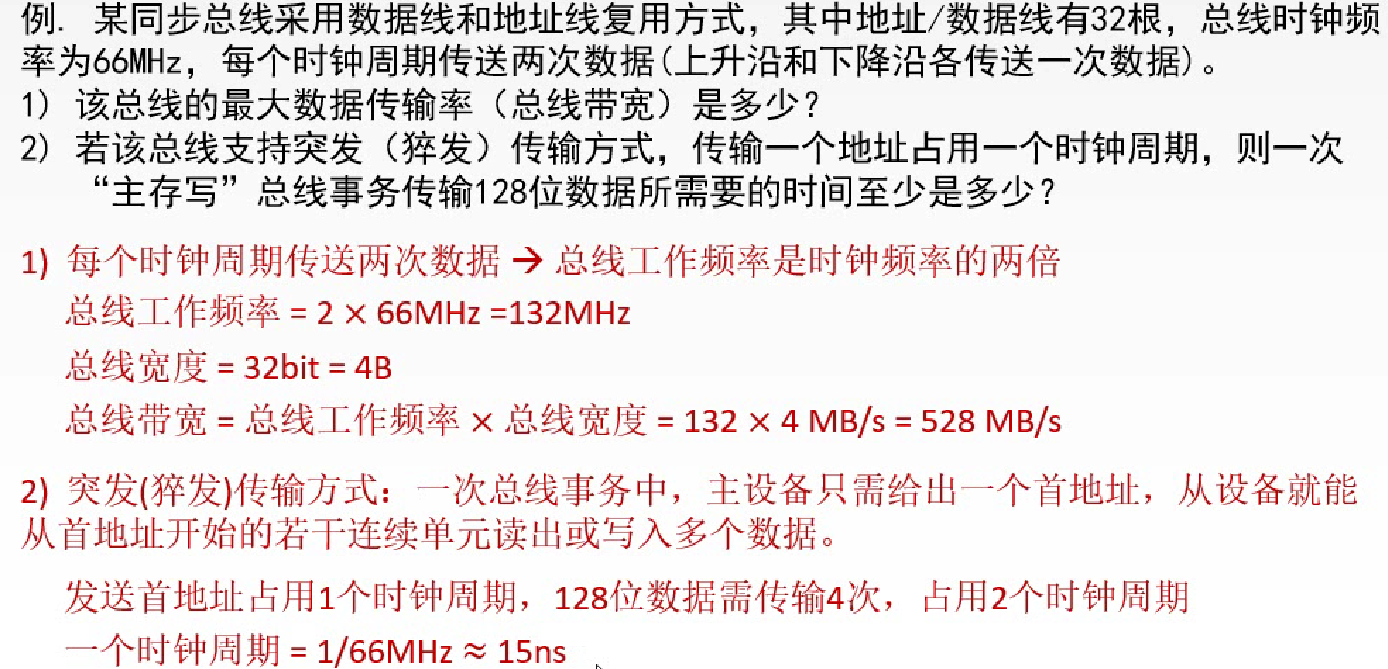 例. 某同步总线采用数据线和地址线复用方式，其中地址/数据线有32根，总线时钟频
率为66MHz，每个时钟周期传送两次数据(上升沿和下降沿各传送一次数据)。
1) 该总线的最大数据传输率（总线带宽）是多少?
2) 若该总线支持突发（猝发）传输方式，传输一个地址占用一个时钟周期，则一次
“主存写”总线事务传输128位数据所需要的时间至少是多少?
1) 每个时钟周期传送两次数据 → 总线工作频率是时钟频率的两倍
总线工作频率 = 2 × 66MHz =132MHz
总线宽度 = 32bit = 4B
总线带宽 = 总线工作频率 × 总线宽度 = 132 × 4 MB/s = 528 MB/s
2) 突发(猝发)传输方式：一次总线事务中，主设备只需给出一个首地址，从设备就能
从首地址开始的若干连续单元读出或写入多个数据。
发送首地址占用1个时钟周期，128位数据需传输4次，占用2个时钟周期
一个时钟周期 = 1/66MHz ≈ 15ns